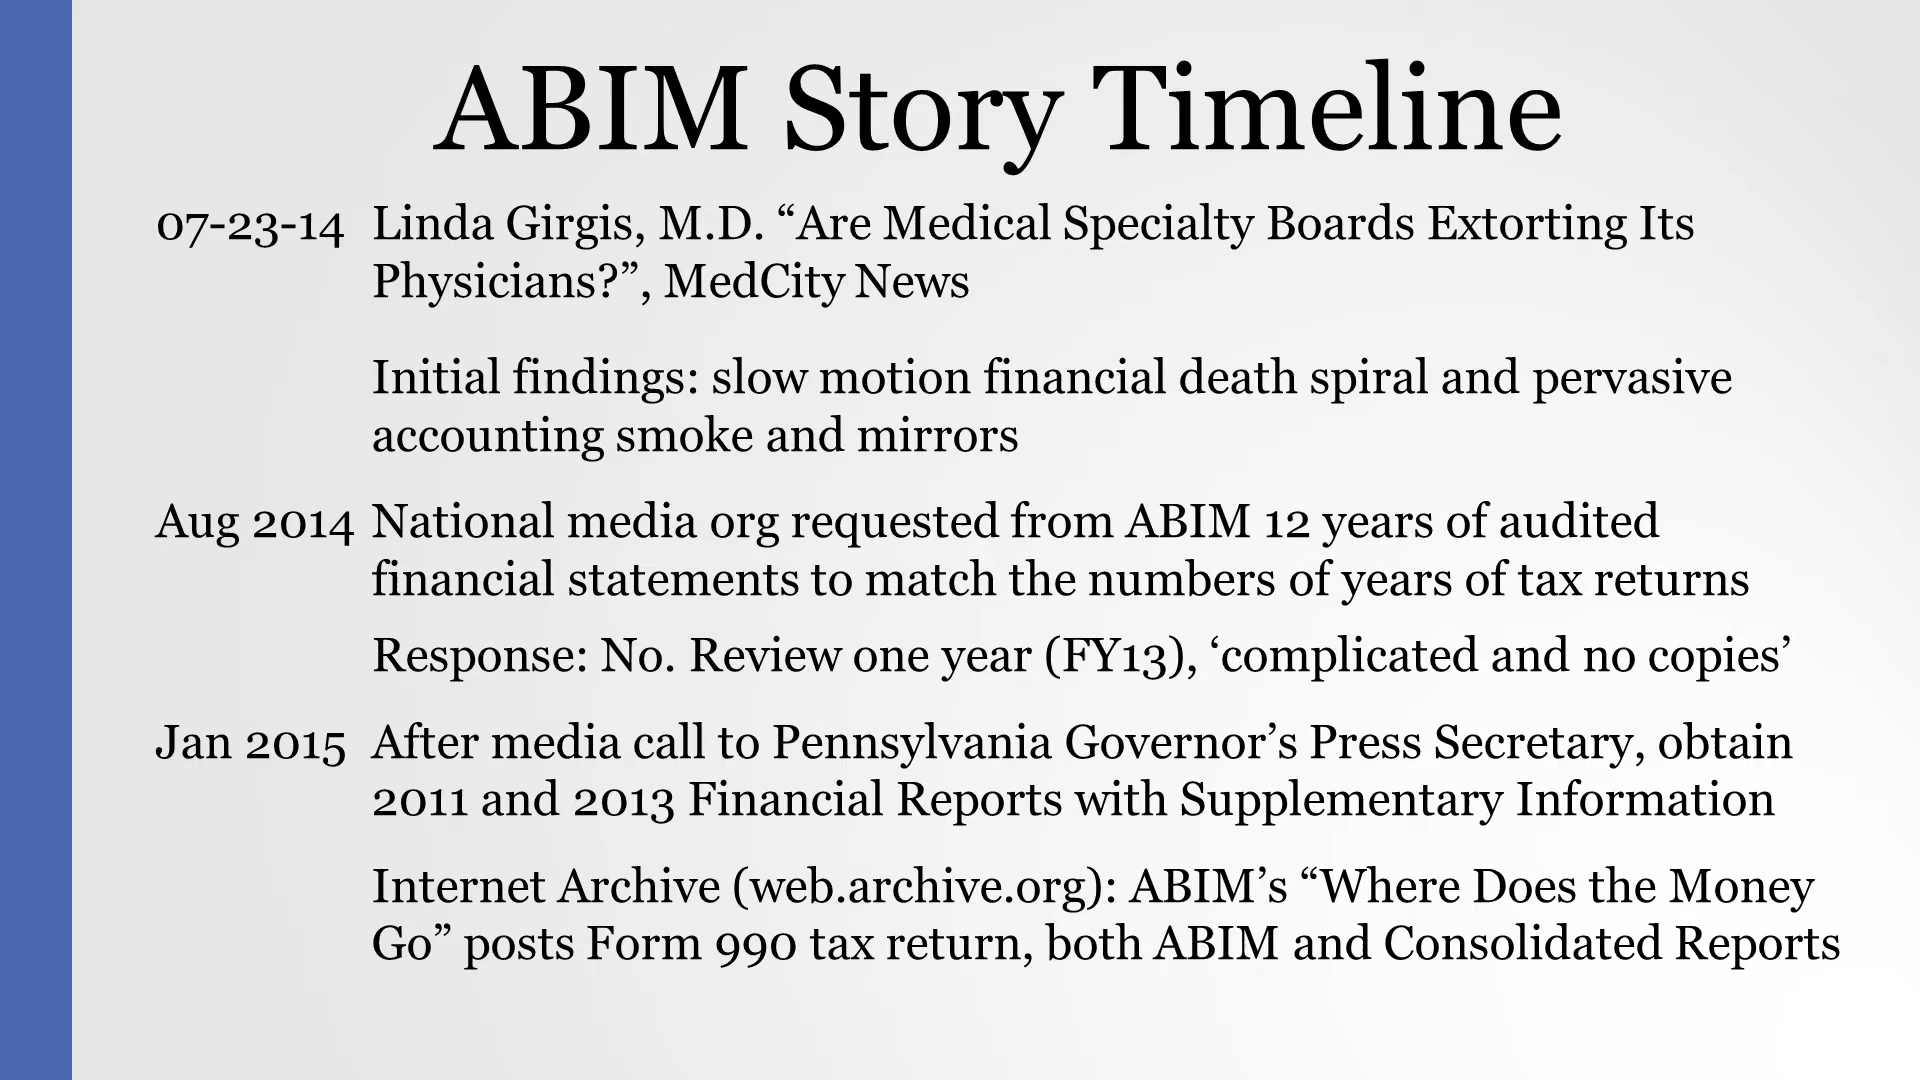 ABIM Story Timeline
07-23-14 Linda Girgis, M.D. “Are Medical Specialty Boards Extorting Its
Physicians?”, MedCity News
Initial findings: slow motion financial death spiral and pervasive
accounting smoke and mirrors
Aug 2014 National media org requested from ABIM 12 years of audited
financial statements to match the numbers of years of tax returns
Response: No. Review one year (FY13), ‘complicated and no copies’
Jan 2015 After media call to Pennsylvania Governor’s Press Secretary, obtain
2011 and 2013 Financial Reports with Supplementary Information
Internet Archive (web.archive.org): ABIM’s “Where Does the Money
Go” posts Form 990 tax return, both ABIM and Consolidated Reports